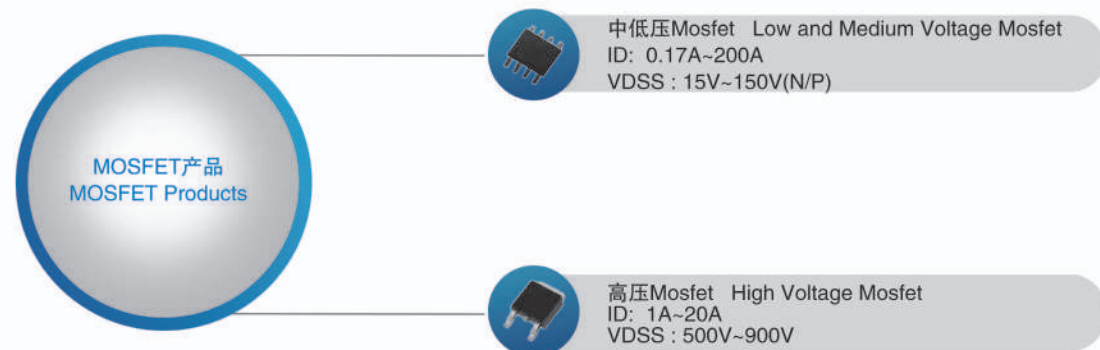 MOSFET产品
MOSFET Products
中低压Mosfet Low and Medium Voltage Mosfet
ID: 0.17A~200A
VDSS : 15V~150V(N/P)
高压Mosfet High Voltage Mosfet
ID: 1A~20A
VDSS : 500V~900V